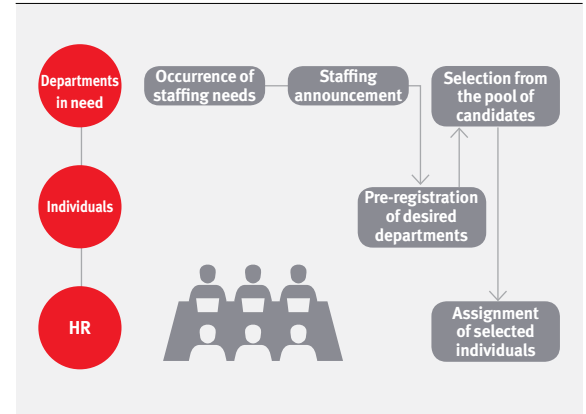 Departments
in need
Occurrence of
staffing needs
Staffing
announcement
Selection from
the pool of
candidates
Individuals
Pre-registration
of desired
departments
HR
Assignment
of selected
individuals